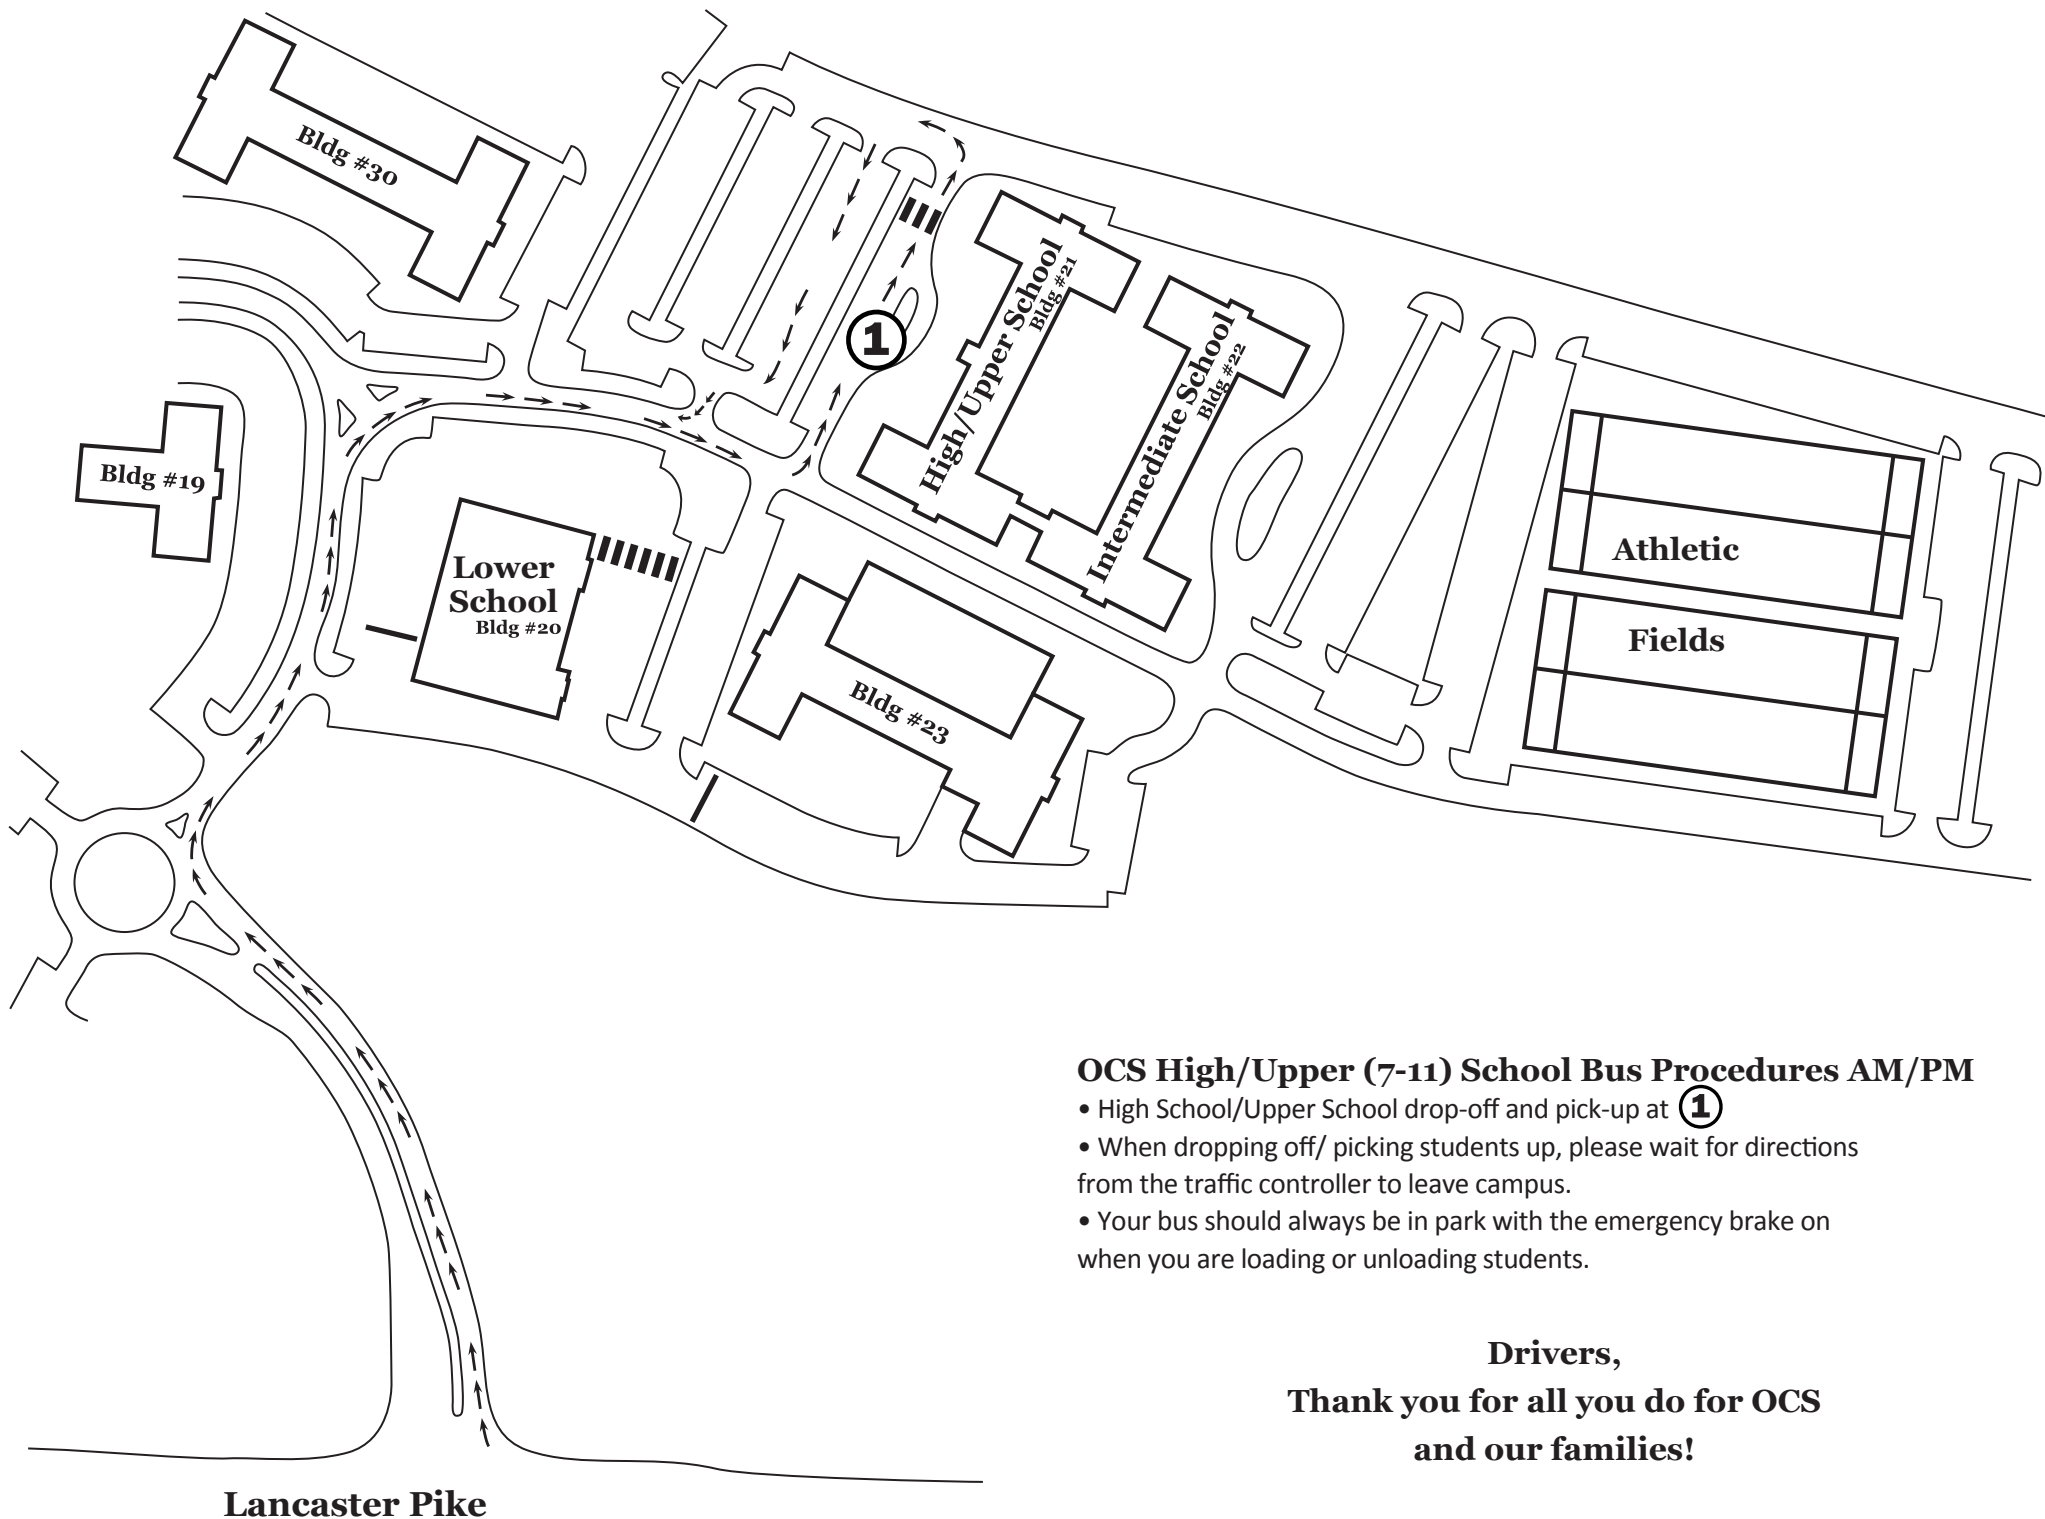 Bldg #30
1
High/Upper School
Bldg #21
Intermediate School
Bldg #22
Bldg #19
Lower
School
Bldg #20
Bldg #23
Athletic
Fields
OCS High/Upper (7-11) School Bus Procedures AM/PM
• High School/Upper School drop-off and pick-up at 1
• When dropping off/ picking students up, please wait for directions
from the traffic controller to leave campus.
• Your bus should always be in park with the emergency brake on
when you are loading or unloading students.
Drivers,
Thank you for all you do for OCS
and our families!
Lancaster Pike